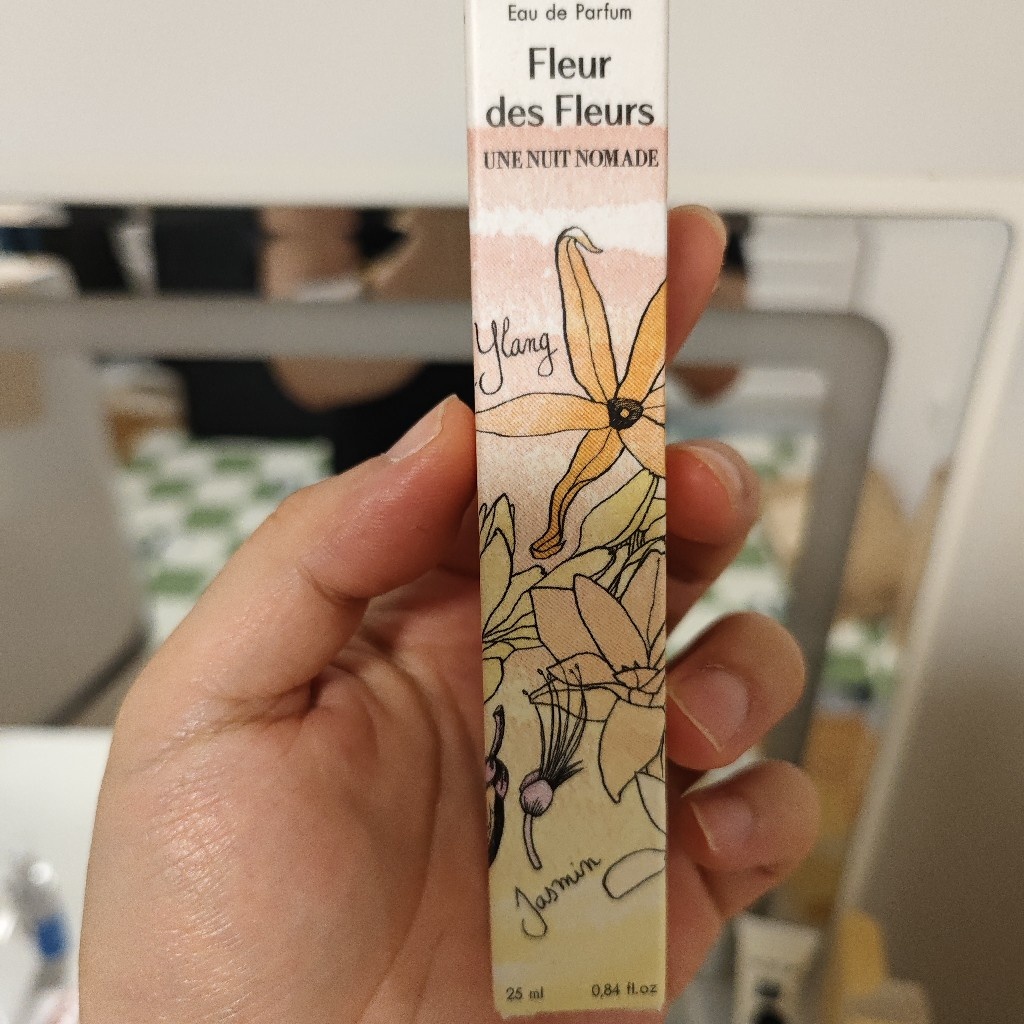 Eau de Parfum
Fleur
des Fleurs
UNE NUIT NOMADE
Ylang
Jasmin
25 ml 0,84 fl.oz